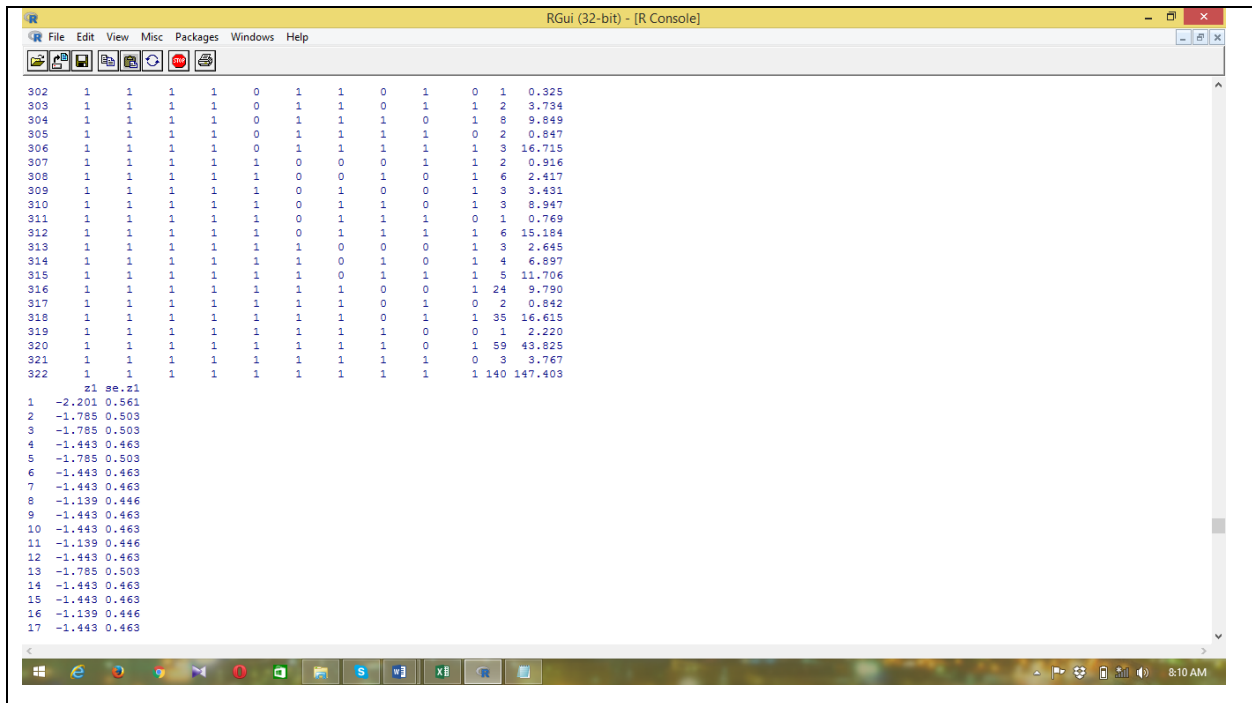 RGui (32-bit) - [R Console]
File Edit View Misc Packages Windows Help
STOP
302 1 1 1 1 0 1 1 0 1 0 1 0.325
303 1 1 1 1 0 1 1 0 1 1 2 3.734
304 1 1 1 1 0 1 1 1 0 1 8 9.849
305 1 1 1 1 0 1 1 1 1 0 2 0.847
306 1 1 1 1 0 1 1 1 1 1 3 16.715
307 1 1 1 1 1 0 0 0 1 1 2 0.916
308 1 1 1 1 1 0 0 1 0 1 6 2.417
309 1 1 1 1 1 0 1 0 0 1 3 3.431
310 1 1 1 1 1 0 1 1 0 1 3 8.947
311 1 1 1 1 1 0 1 1 1 0 1 0.769
312 1 1 1 1 1 0 1 1 1 1 6 15.184
313 1 1 1 1 1 1 0 0 0 1 3 2.645
314 1 1 1 1 1 1 0 1 0 1 4 6.897
315 1 1 1 1 1 1 0 1 1 1 5 11.706
316 1 1 1 1 1 1 1 0 0 1 24 9.790
317 1 1 1 1 1 1 1 0 1 0 2 0.842
318 1 1 1 1 1 1 1 0 1 1 35 16.615
319 1 1 1 1 1 1 1 1 0 0 1 2.220
320 1 1 1 1 1 1 1 1 0 1 59 43.825
321 1 1 1 1 1 1 1 1 1 0 3 3.767
322 1 1 1 1 1 1 1 1 1 1 140 147.403
z1 se.z1
1 -2.201 0.561
2 -1.785 0.503
3 -1.785 0.503
4 -1.443 0.463
5 -1.785 0.503
6 -1.443 0.463
7 -1.443 0.463
8 -1.139 0.446
9 -1.443 0.463
10 -1.443 0.463
11 -1.139 0.446
12 -1.443 0.463
13 -1.785 0.503
14 -1.443 0.463
15 -1.443 0.463
16 -1.139 0.446
17 -1.443 0.463
8:10 AM